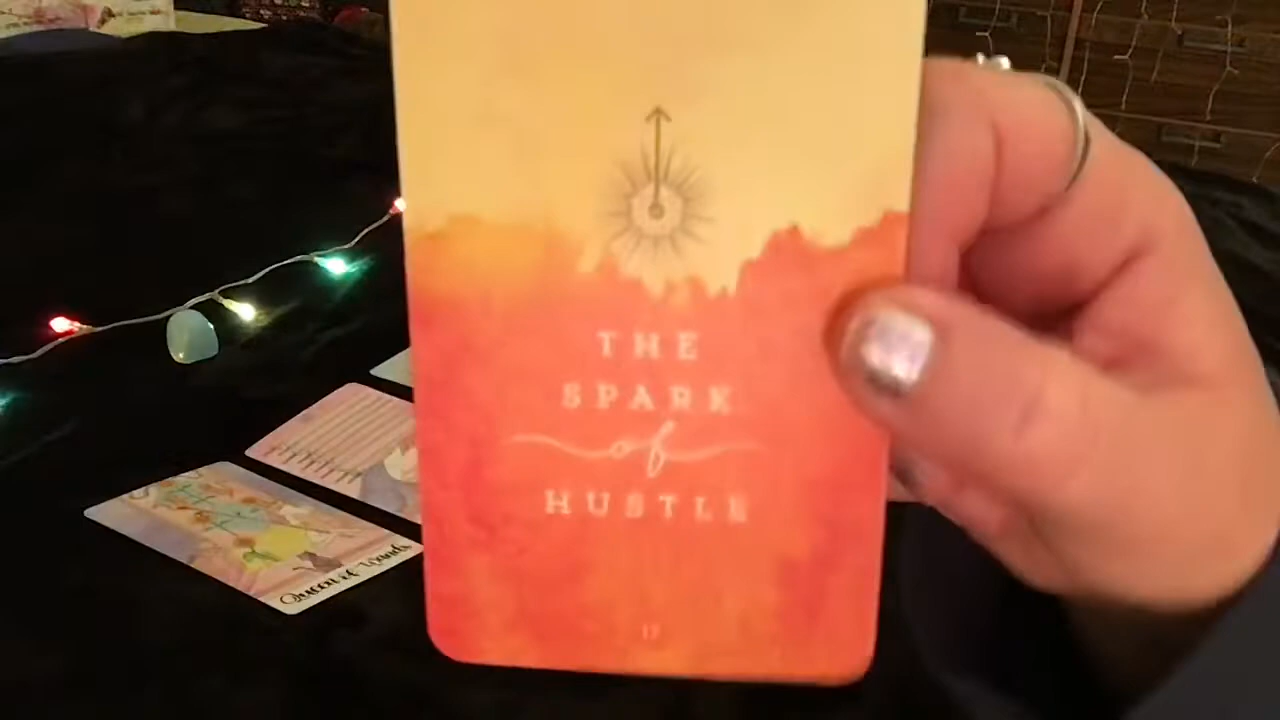 THE
SPARK
of
HUSTLE
17
Queen of Wands